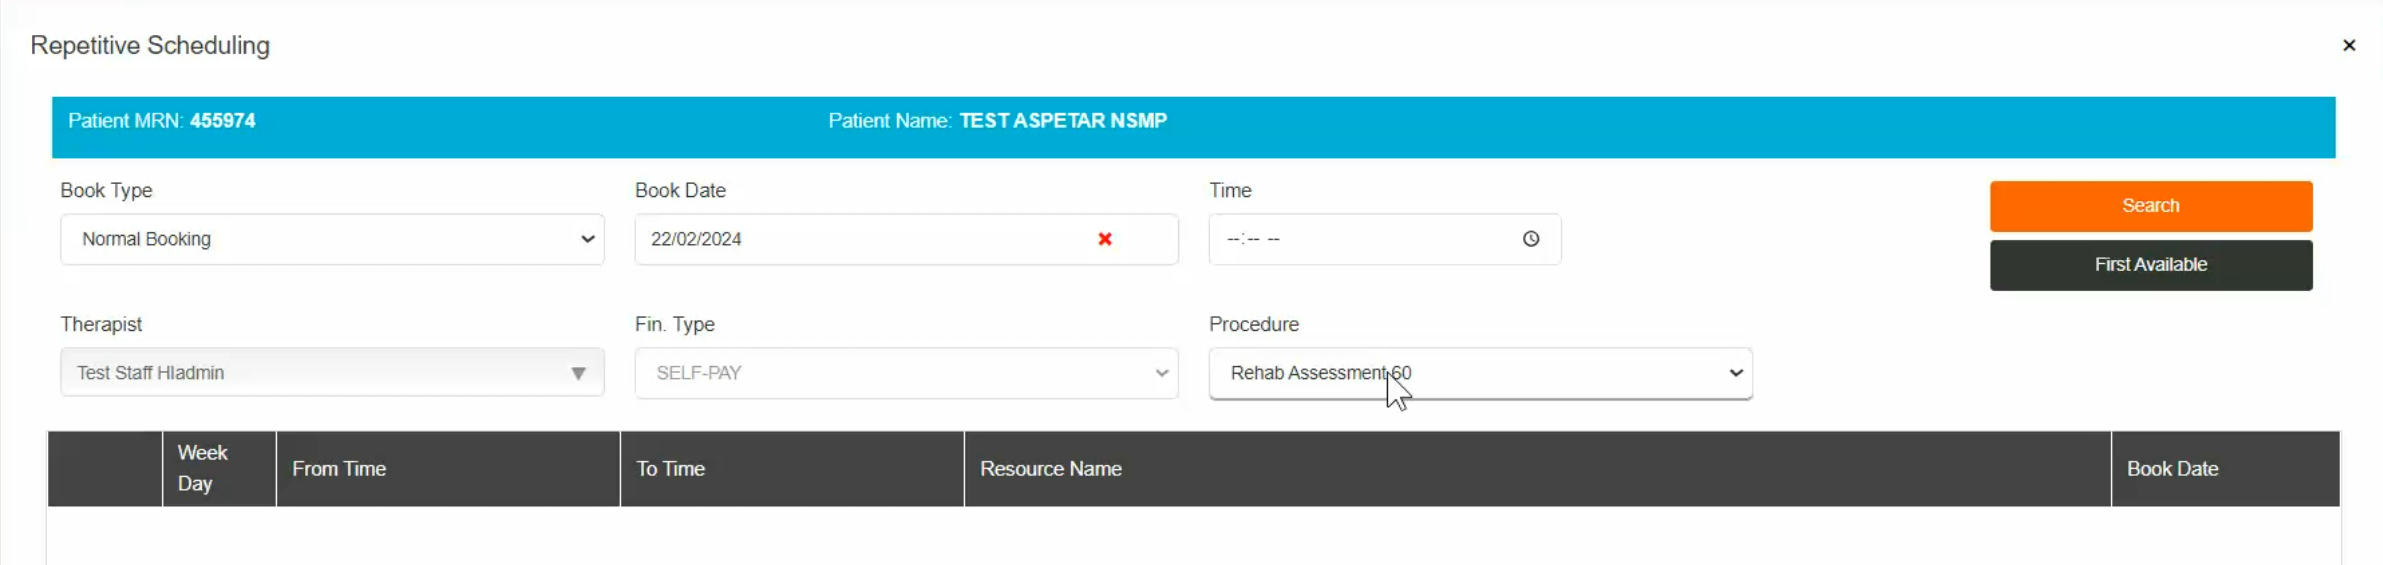 Repetitive Scheduling
×
Patient MRN: 455974
Patient Name: TEST ASPETAR NSMP
Book Type
Book Date
Time
Search
Normal Booking
22/02/2024
--:-- --
First Available
Therapist
Fin. Type
Procedure
Test Staff Hladmin
SELF-PAY
Rehab Assessment 60
Week
Day
From Time
To Time
Resource Name
Book Date